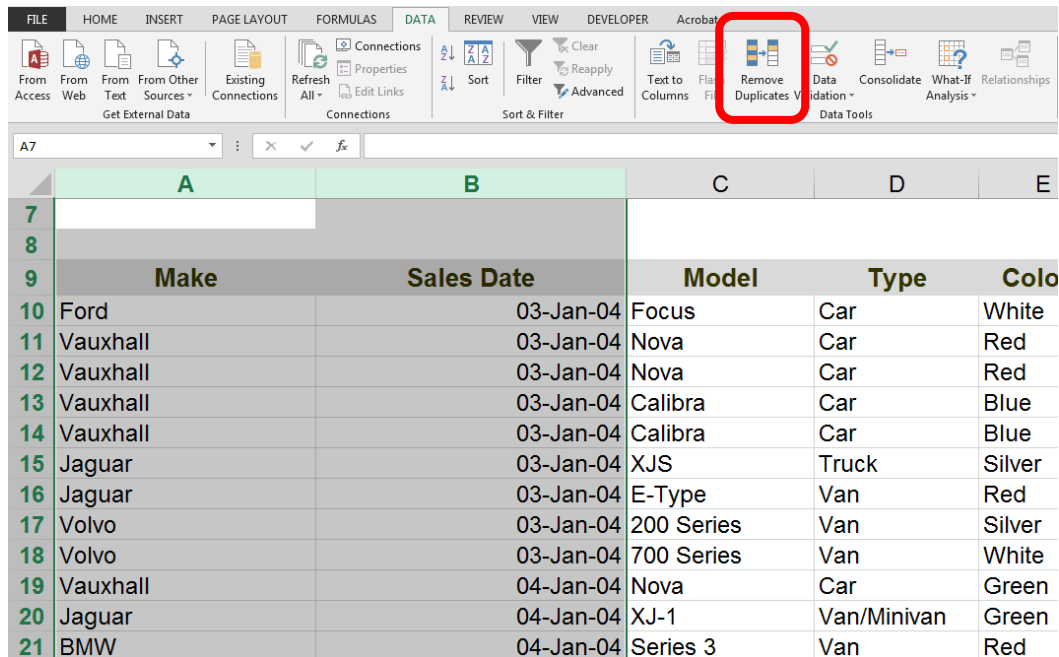 FILE HOME INSERT PAGE LAYOUT FORMULAS DATA REVIEW VIEW DEVELOPER Acrobat
Connections Clear
Properties Reapply
Edit Links Advanced
From Access From Web From Text From Other Sources Existing Connections Refresh All Sort Filter Text to Columns Flash Fill Remove Duplicates Data Validation Consolidate What-If Analysis Relationships
Get External Data Connections Sort & Filter Data Tools
A7 fx
A B C D E
7
8
9 Make Sales Date Model Type Colo
10 Ford 03-Jan-04 Focus Car White
11 Vauxhall 03-Jan-04 Nova Car Red
12 Vauxhall 03-Jan-04 Nova Car Red
13 Vauxhall 03-Jan-04 Calibra Car Blue
14 Vauxhall 03-Jan-04 Calibra Car Blue
15 Jaguar 03-Jan-04 XJS Truck Silver
16 Jaguar 03-Jan-04 E-Type Van Red
17 Volvo 03-Jan-04 200 Series Van Silver
18 Volvo 03-Jan-04 700 Series Van White
19 Vauxhall 04-Jan-04 Nova Car Green
20 Jaguar 04-Jan-04 XJ-1 Van/Minivan Green
21 BMW 04-Jan-04 Series 3 Van Red